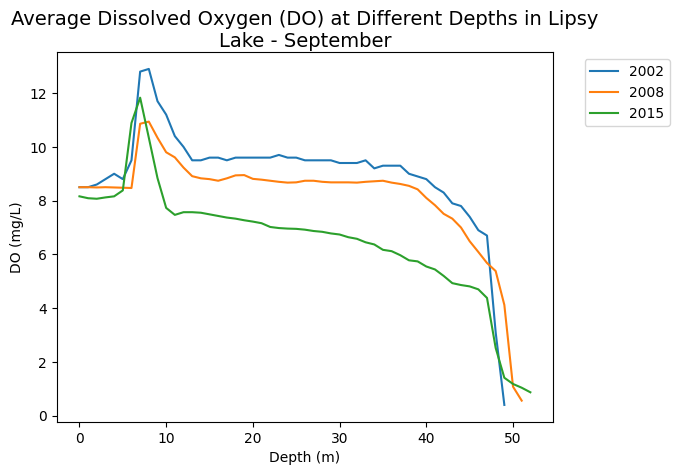 Average Dissolved Oxygen (DO) at Different Depths in Lipsy
Lake - September
2002
2008
2015
DO (mg/L)
12
10
8
6
4
2
0
0 10 20 30 40 50
Depth (m)